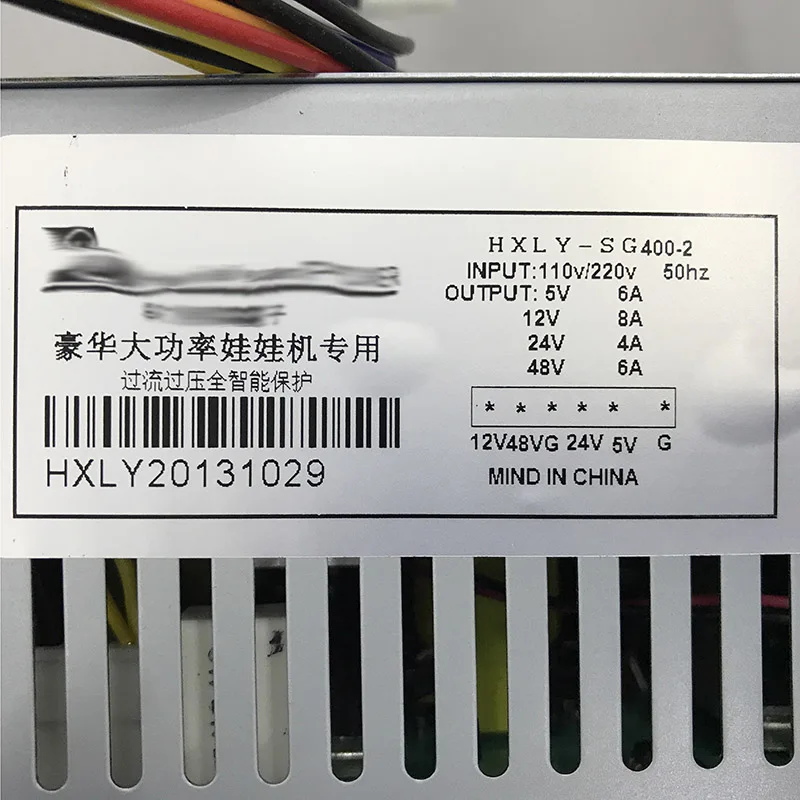 豪华大功率娃娃机专用
过流过压全智能保护
HXLY20131029
HXLY-SG400-2
INPUT:110v/220v 50hz
OUTPUT: 5V 6A
12V 8A
24V 4A
48V 6A
* * * * * *
12V48VG 24V 5V G
MIND IN CHINA